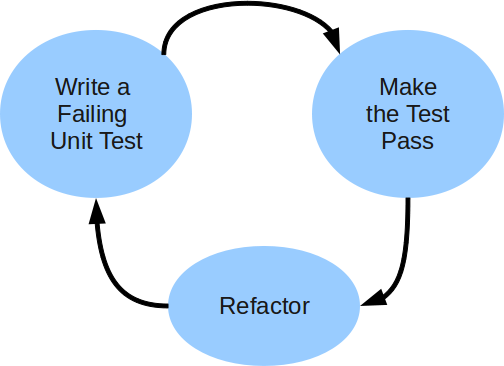 Write a
Failing
Unit Test
Make
the Test
Pass
Refactor